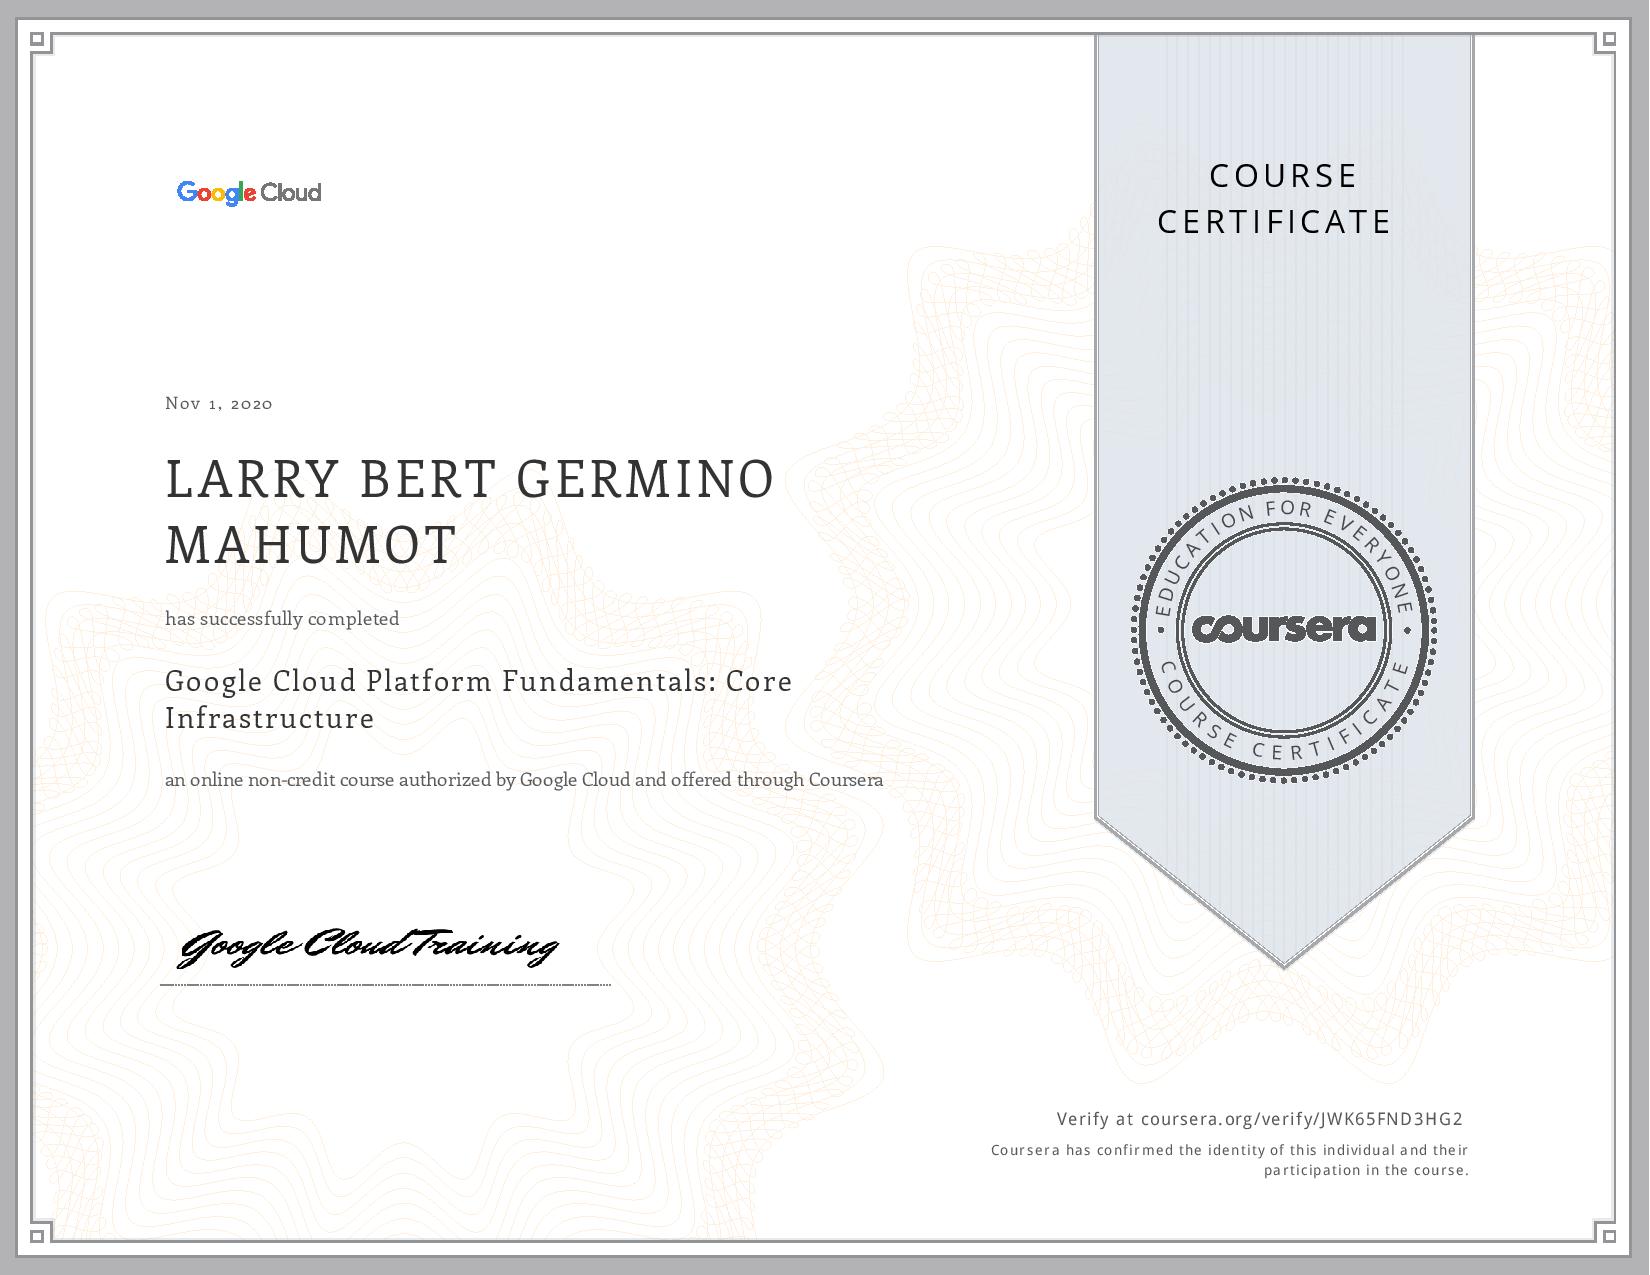 Google Cloud
COURSE
CERTIFICATE
Nov 1, 2020
LARRY BERT GERMINO
MAHUMOT
has successfully completed
Google Cloud Platform Fundamentals: Core
Infrastructure
an online non-credit course authorized by Google Cloud and offered through Coursera
EDUCATION FOR EVERYONE
coursera
COURSE CERTIFICATE
Google Cloud Training
Verify at coursera.org/verify/JWK65FND3HG2
Coursera has confirmed the identity of this individual and their
participation in the course.